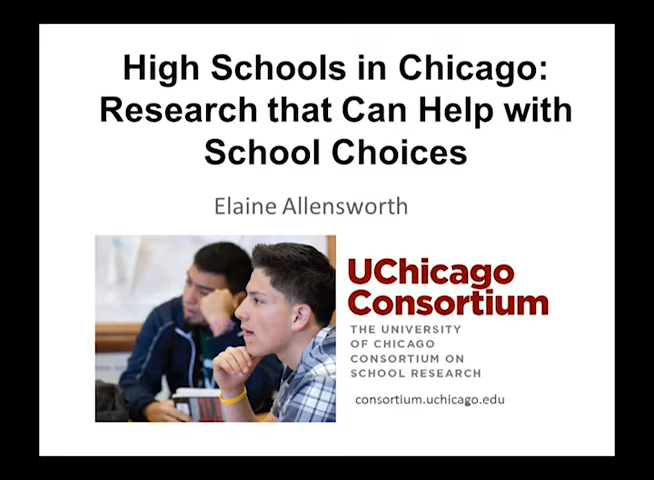 High Schools in Chicago:
Research that Can Help with
School Choices
Elaine Allensworth
UChicago
Consortium
THE UNIVERSITY
OF CHICAGO
CONSORTIUM ON
SCHOOL RESEARCH
consortium.uchicago.edu